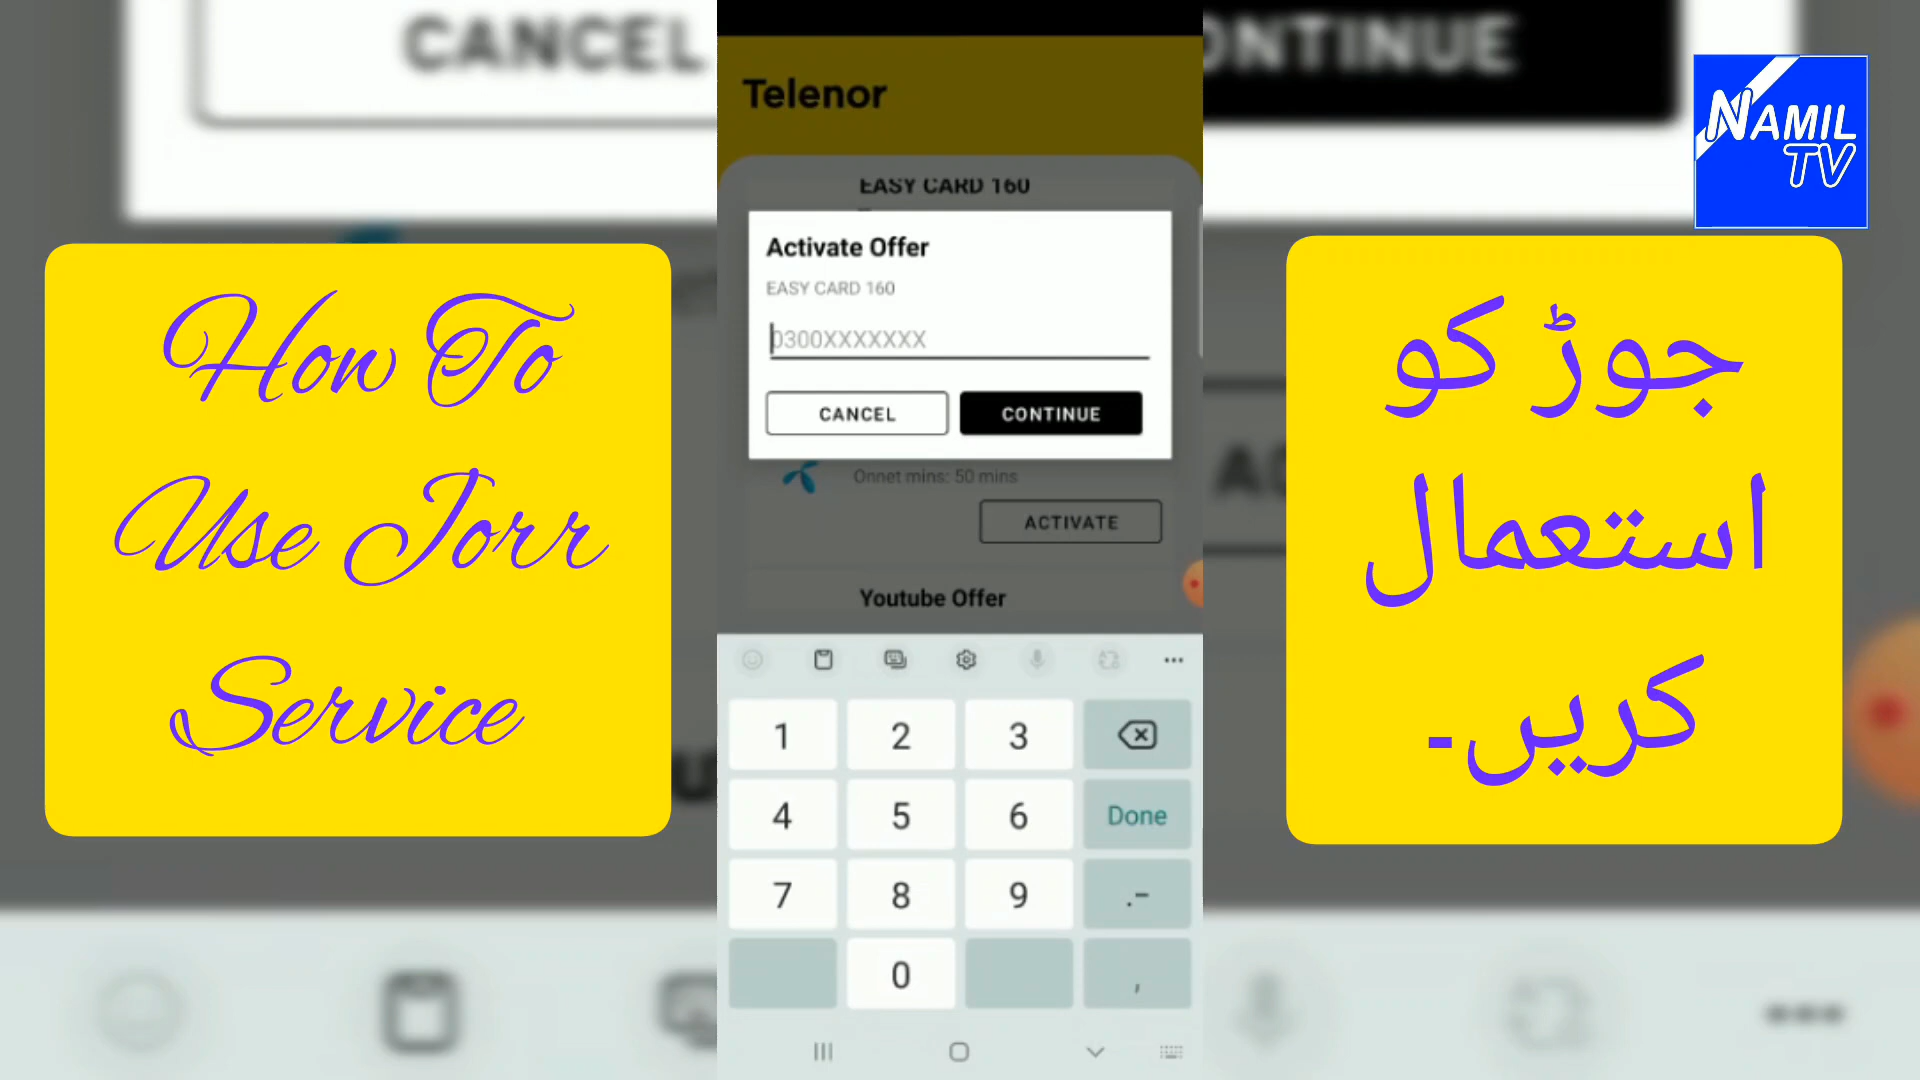 CANCEL
ONTINUE
NAMIL
TV
How To
Use Jorr
Service
Telenor
EASY CARD 160
Activate Offer
EASY CARD 160
0300XXXXXXX
CANCEL
CONTINUE
Onnet mins: 50 mins
ACTIVATE
Youtube Offer
1 2 3
4 5 6 Done
7 8 9 .-
0 ,
جوڑ کو
استعمال
کریں۔